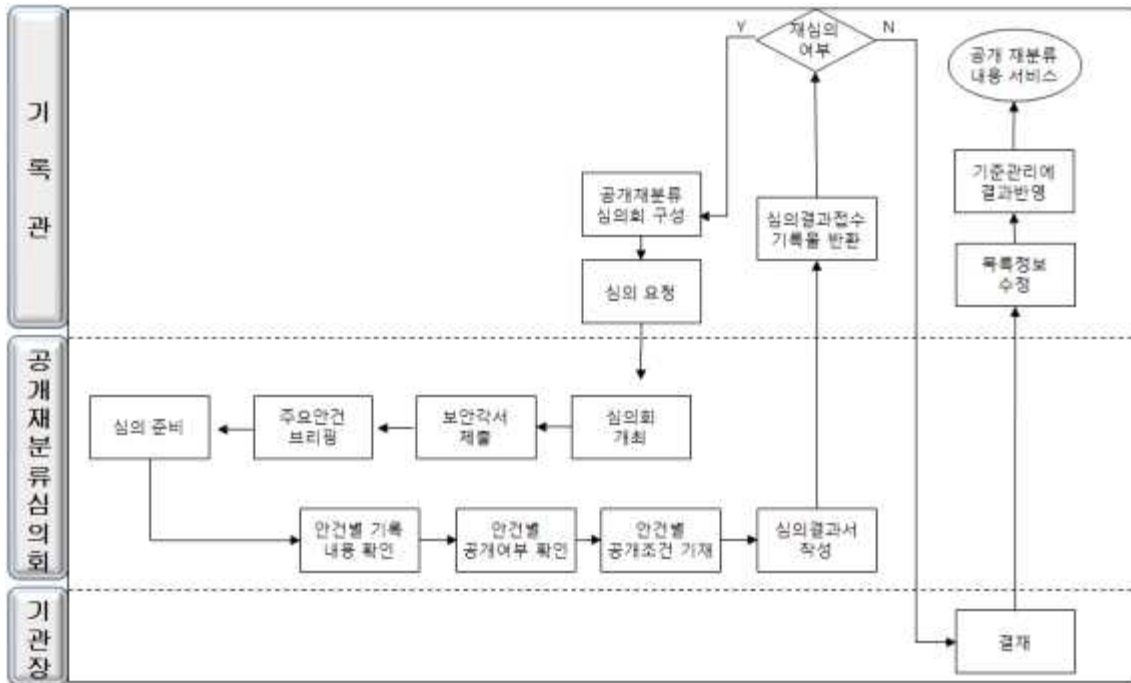 기
록
관
Y
재심의
여부
N
공개 재분류
내용 서비스
공개재분류
심의회 구성
심의결과접수
기록물 반환
기준관리에
결과반영
심의 요청
목록정보
수정
공
개
재
분
류
심
의
회
심의 준비
주요안건
브리핑
보안각서
제출
심의회
개최
안건별 기록
내용 확인
안건별
공개여부 확인
안건별
공개조건 기재
심의결과서
작성
기
관
장
결재